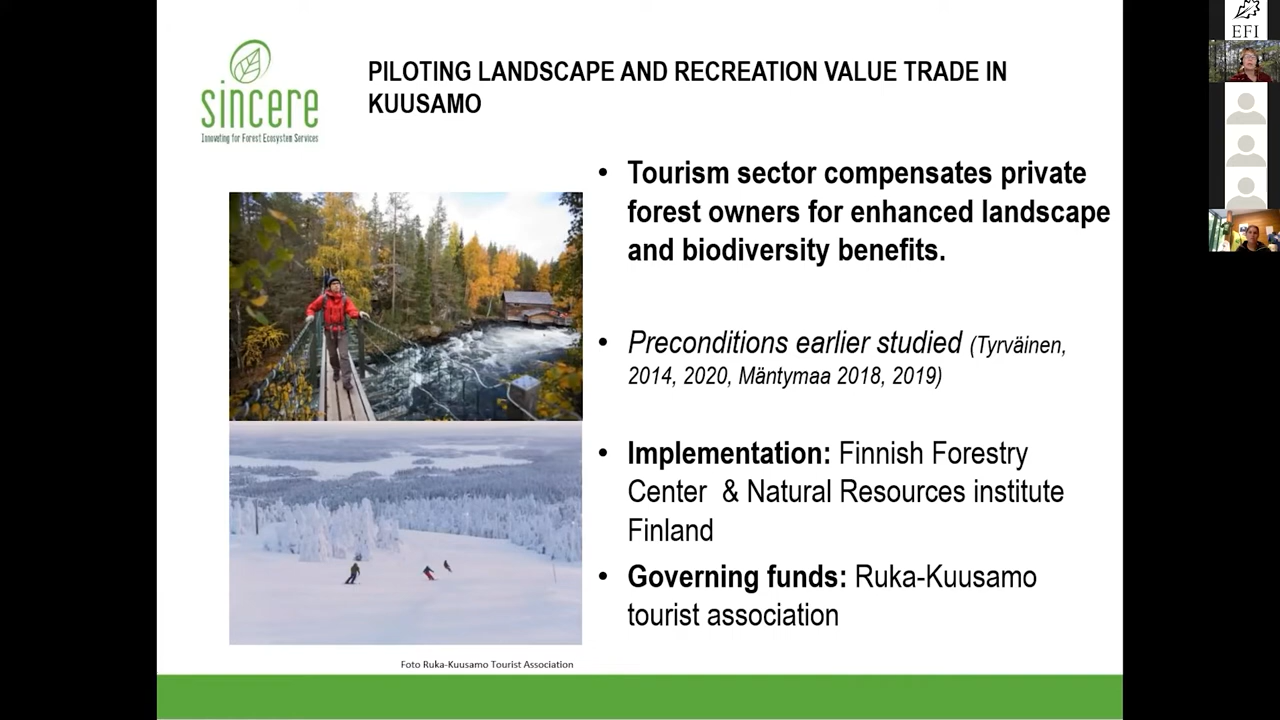 sincere
Innovating for Forest Ecosystem Services
PILOTING LANDSCAPE AND RECREATION VALUE TRADE IN
KUUSAMO
• Tourism sector compensates private
forest owners for enhanced landscape
and biodiversity benefits.
• Preconditions earlier studied (Tyrväinen,
2014, 2020, Mäntymaa 2018, 2019)
• Implementation: Finnish Forestry
Center & Natural Resources institute
Finland
• Governing funds: Ruka-Kuusamo
tourist association
Foto Ruka-Kuusamo Tourist Association
EFI